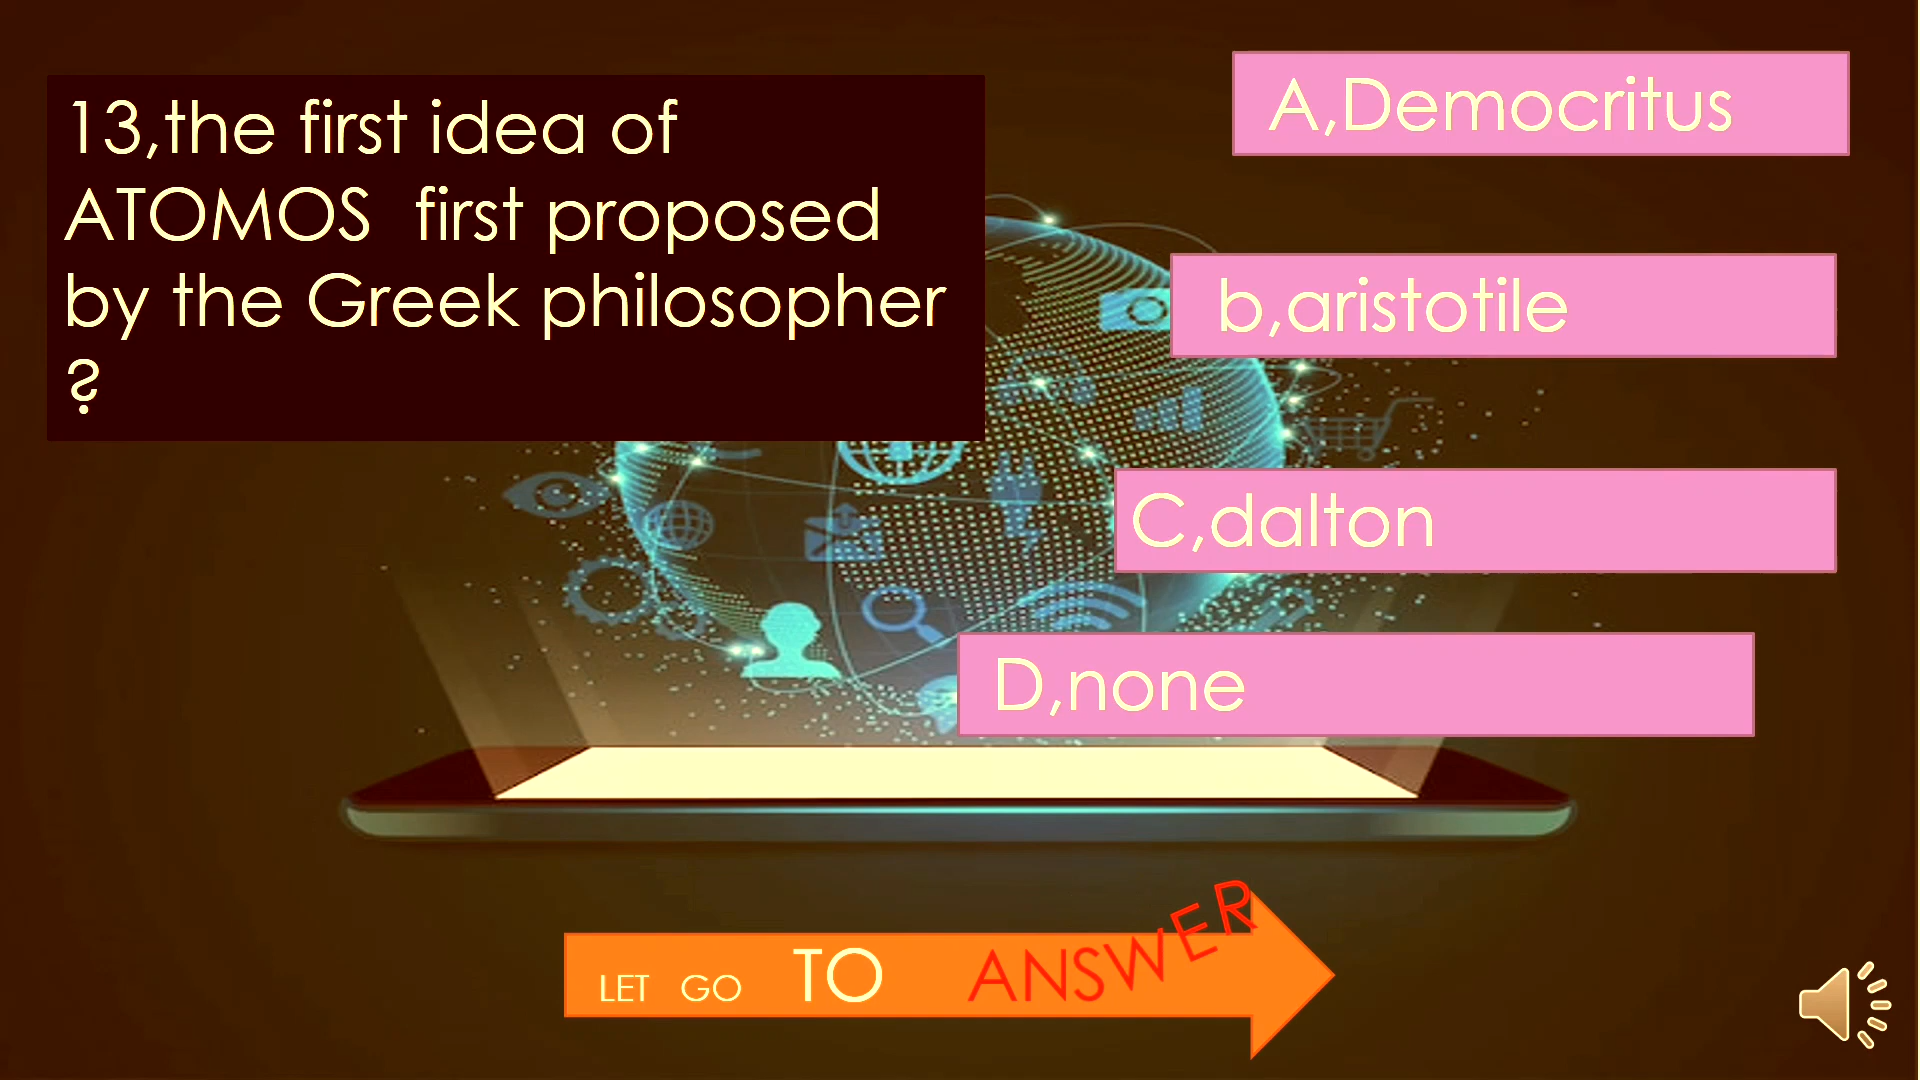 13,the first idea of
ATOMOS first proposed
by the Greek philosopher
?
A,Democritus
b,aristotile
C,dalton
D,none
LET GO TO ANSWER